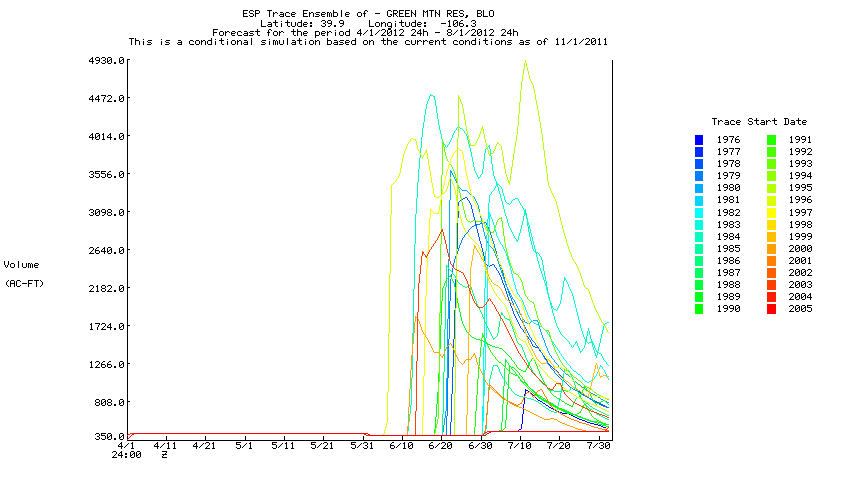 ESP Trace Ensemble of - GREEN MTN RES, BLO
Latitude: 39.9 Longitude: -106.3
Forecast for the period 4/1/2012 24h - 8/1/2012 24h
This is a conditional simulation based on the current conditions as of 11/1/2011
4930.0
4472.0
4014.0
3556.0
3098.0
2640.0
2182.0
1724.0
1266.0
808.0
350.0
Volume
(AC-FT)
4/1 4/11 4/21 5/1 5/11 5/21 5/31 6/10 6/20 6/30 7/10 7/20 7/30
24:00 Z
Trace Start Date
1976 1991
1977 1992
1978 1993
1979 1994
1980 1995
1981 1996
1982 1997
1983 1998
1984 1999
1985 2000
1986 2001
1987 2002
1988 2003
1989 2004
1990 2005